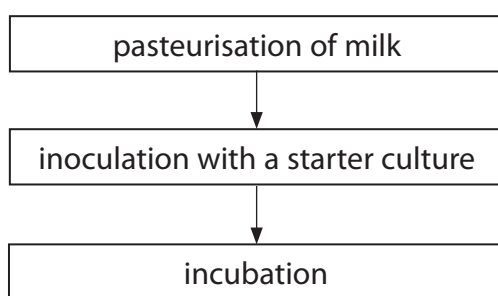 pasteurisation of milk
inoculation with a starter culture
incubation